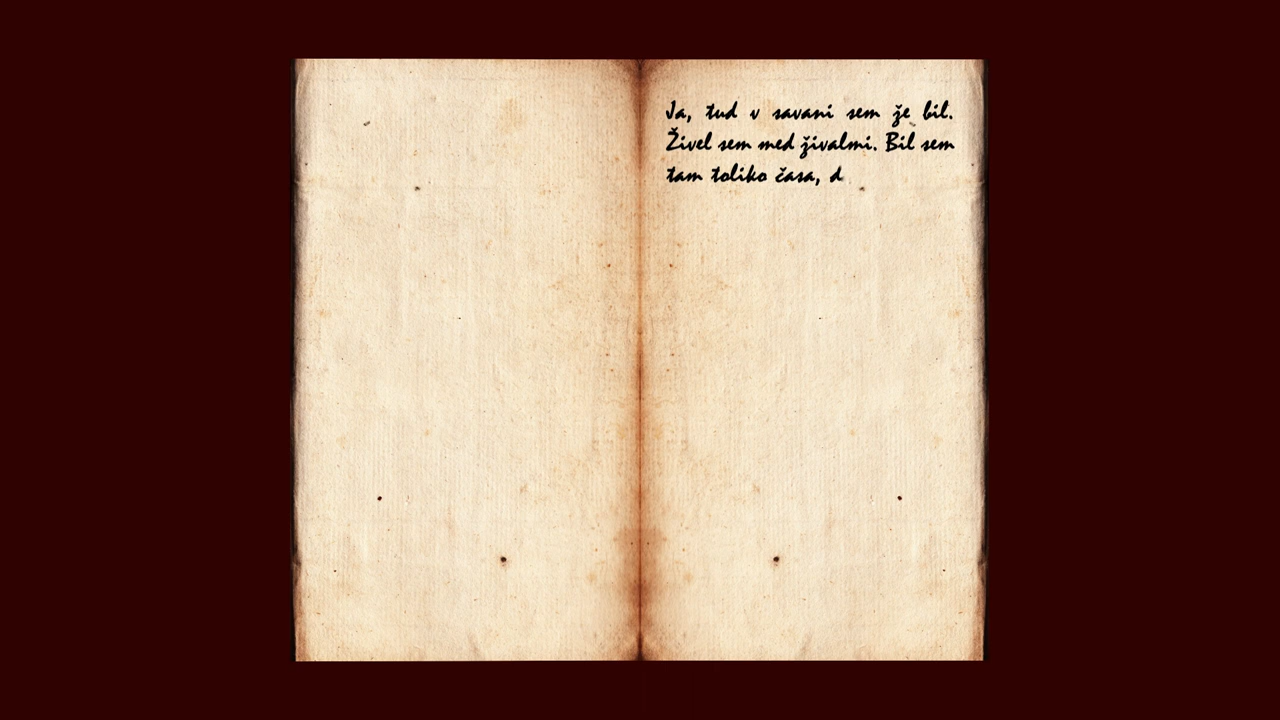 Ja, tud v savani sem že bil.
Živel sem med živalmi. Bil sem
tam toliko časa, d